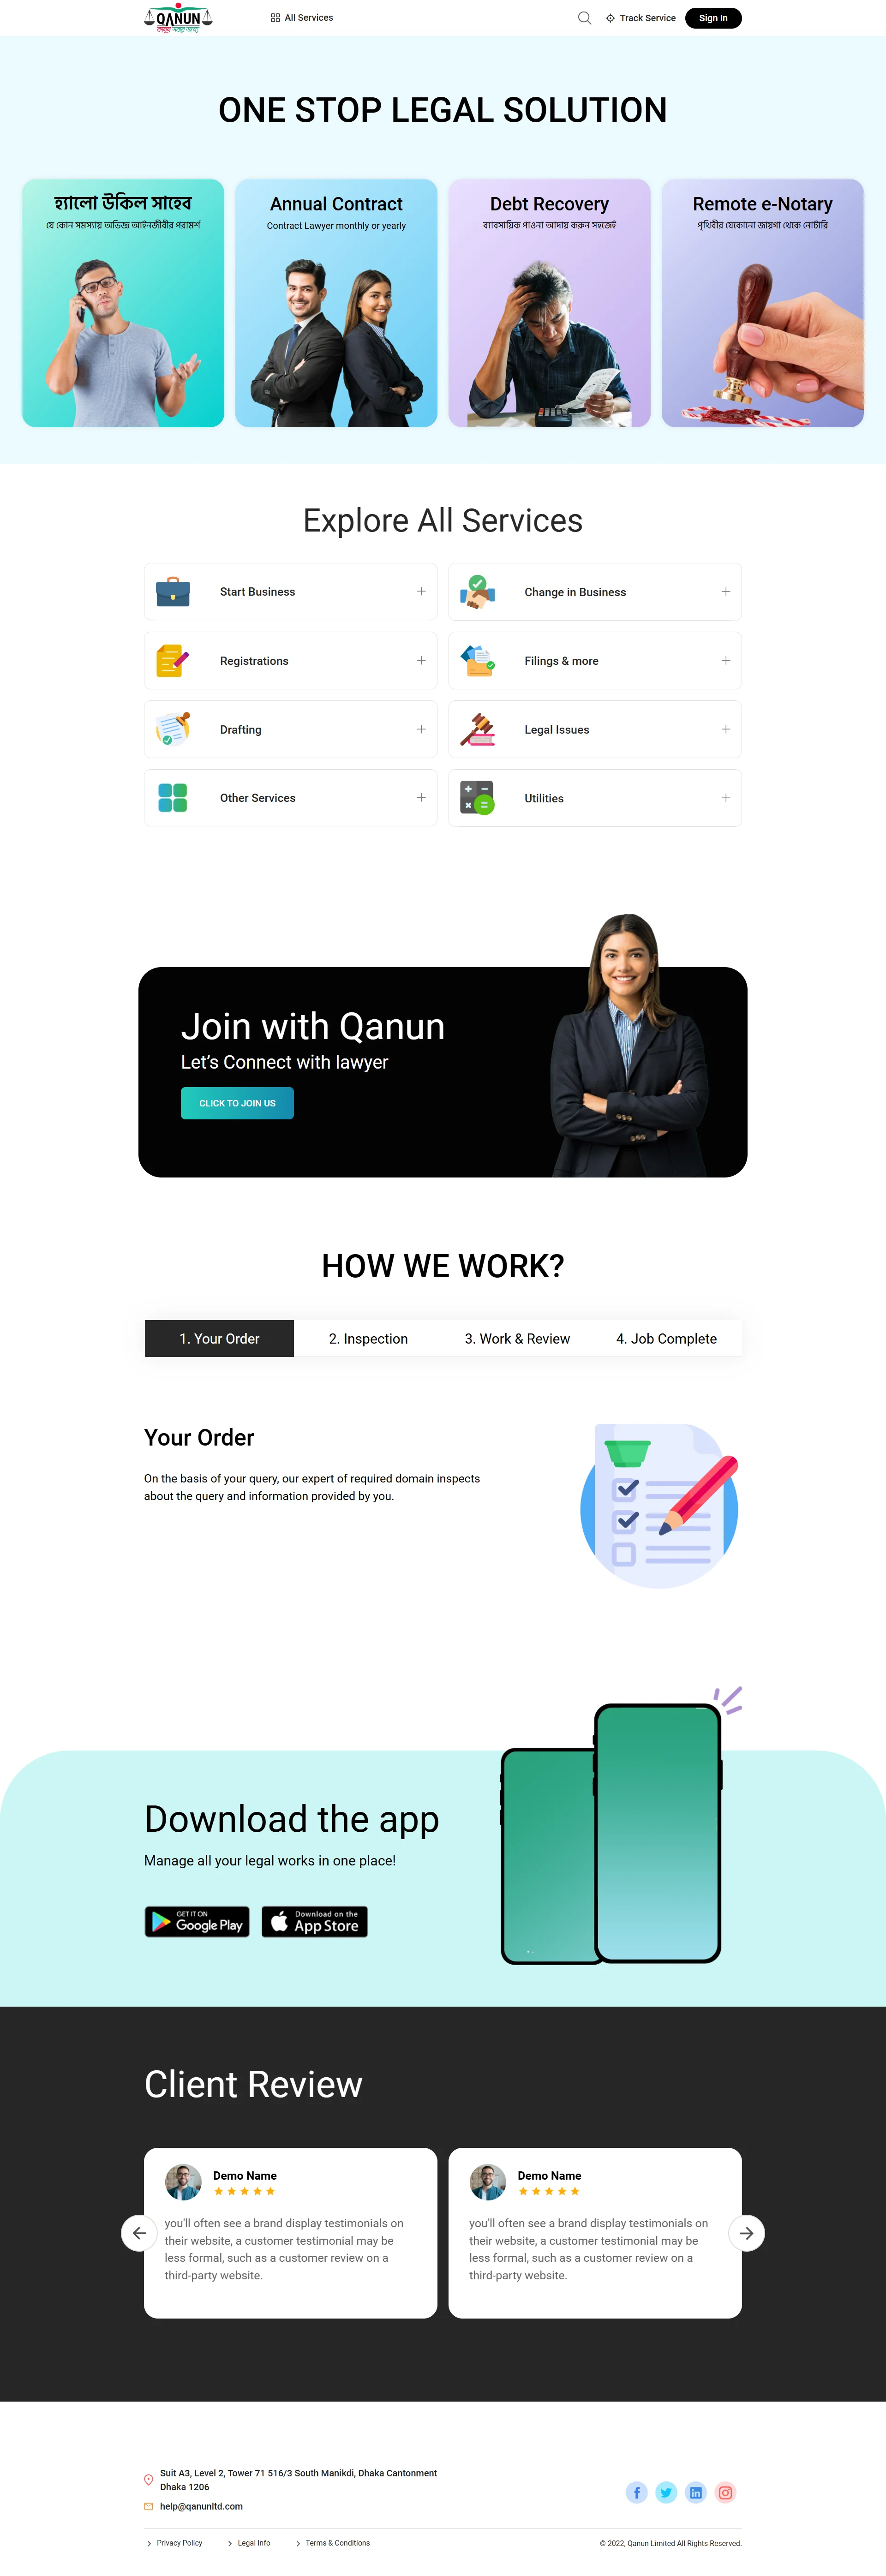 QANUN
কানুন সবার জন্য
All Services
Track Service
Sign In
ONE STOP LEGAL SOLUTION
হ্যালো উকিল সাহেব
যে কোন সমস্যায় অভিজ্ঞ আইনজীবীর পরামর্শ
Annual Contract
Contract Lawyer monthly or yearly
Debt Recovery
ব্যাবসায়িক পাওনা আদায় করুন সহজেই
Remote e-Notary
পৃথিবীর যেকোনো জায়গা থেকে নোটারি
Explore All Services
Start Business
Change in Business
Registrations
Filings & more
Drafting
Legal Issues
Other Services
Utilities
Join with Qanun
Let's Connect with lawyer
CLICK TO JOIN US
HOW WE WORK?
1. Your Order
2. Inspection
3. Work & Review
4. Job Complete
Your Order
On the basis of your query, our expert of required domain inspects
about the query and information provided by you.
Download the app
Manage all your legal works in one place!
GET IT ON
Google Play
Download on the
App Store
Client Review
Demo Name
you'll often see a brand display testimonials on
their website, a customer testimonial may be
less formal, such as a customer review on a
third-party website.
Demo Name
you'll often see a brand display testimonials on
their website, a customer testimonial may be
less formal, such as a customer review on a
third-party website.
Suit A3, Level 2, Tower 71 516/3 South Manikdi, Dhaka Cantonment
Dhaka 1206
help@qanunltd.com
Privacy Policy
Legal Info
Terms & Conditions
© 2022, Qanun Limited All Rights Reserved.